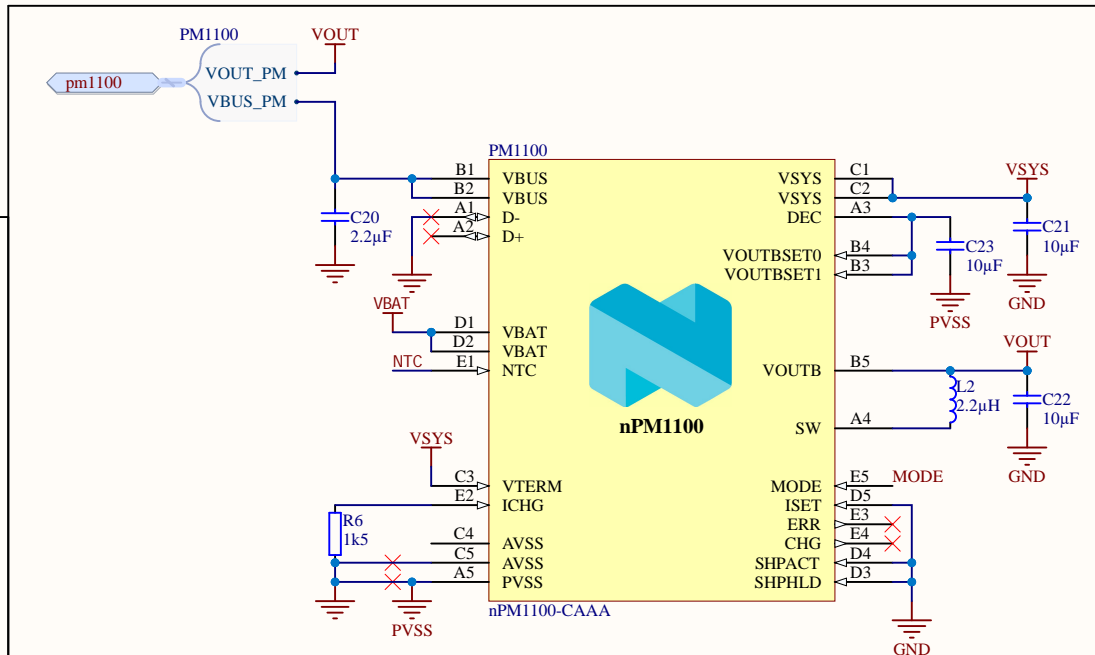 PM1100
VOUT
pm1100
VOUT_PM
VBUS_PM
PM1100
B1
VBUS
VSYS
C1
B2
VBUS
VSYS
C2
VSYS
A1
D-
DEC
A3
A2
D+
C20
2.2µF
C21
10µF
C23
10µF
VOUTBSET0
B4
VOUTBSET1
B3
GND
PVSS
VBAT
D1
VBAT
D2
VBAT
NTC
E1
NTC
VOUTB
B5
VOUT
L2
2.2µH
C22
10µF
nPM1100
SW
A4
GND
VSYS
C3
VTERM
MODE
E5
MODE
E2
ICHG
ISET
D5
R6
1k5
ERR
E3
C4
AVSS
CHG
E4
C5
AVSS
SHPACT
D4
A5
PVSS
SHPHLD
D3
nPM1100-CAAA
PVSS
GND